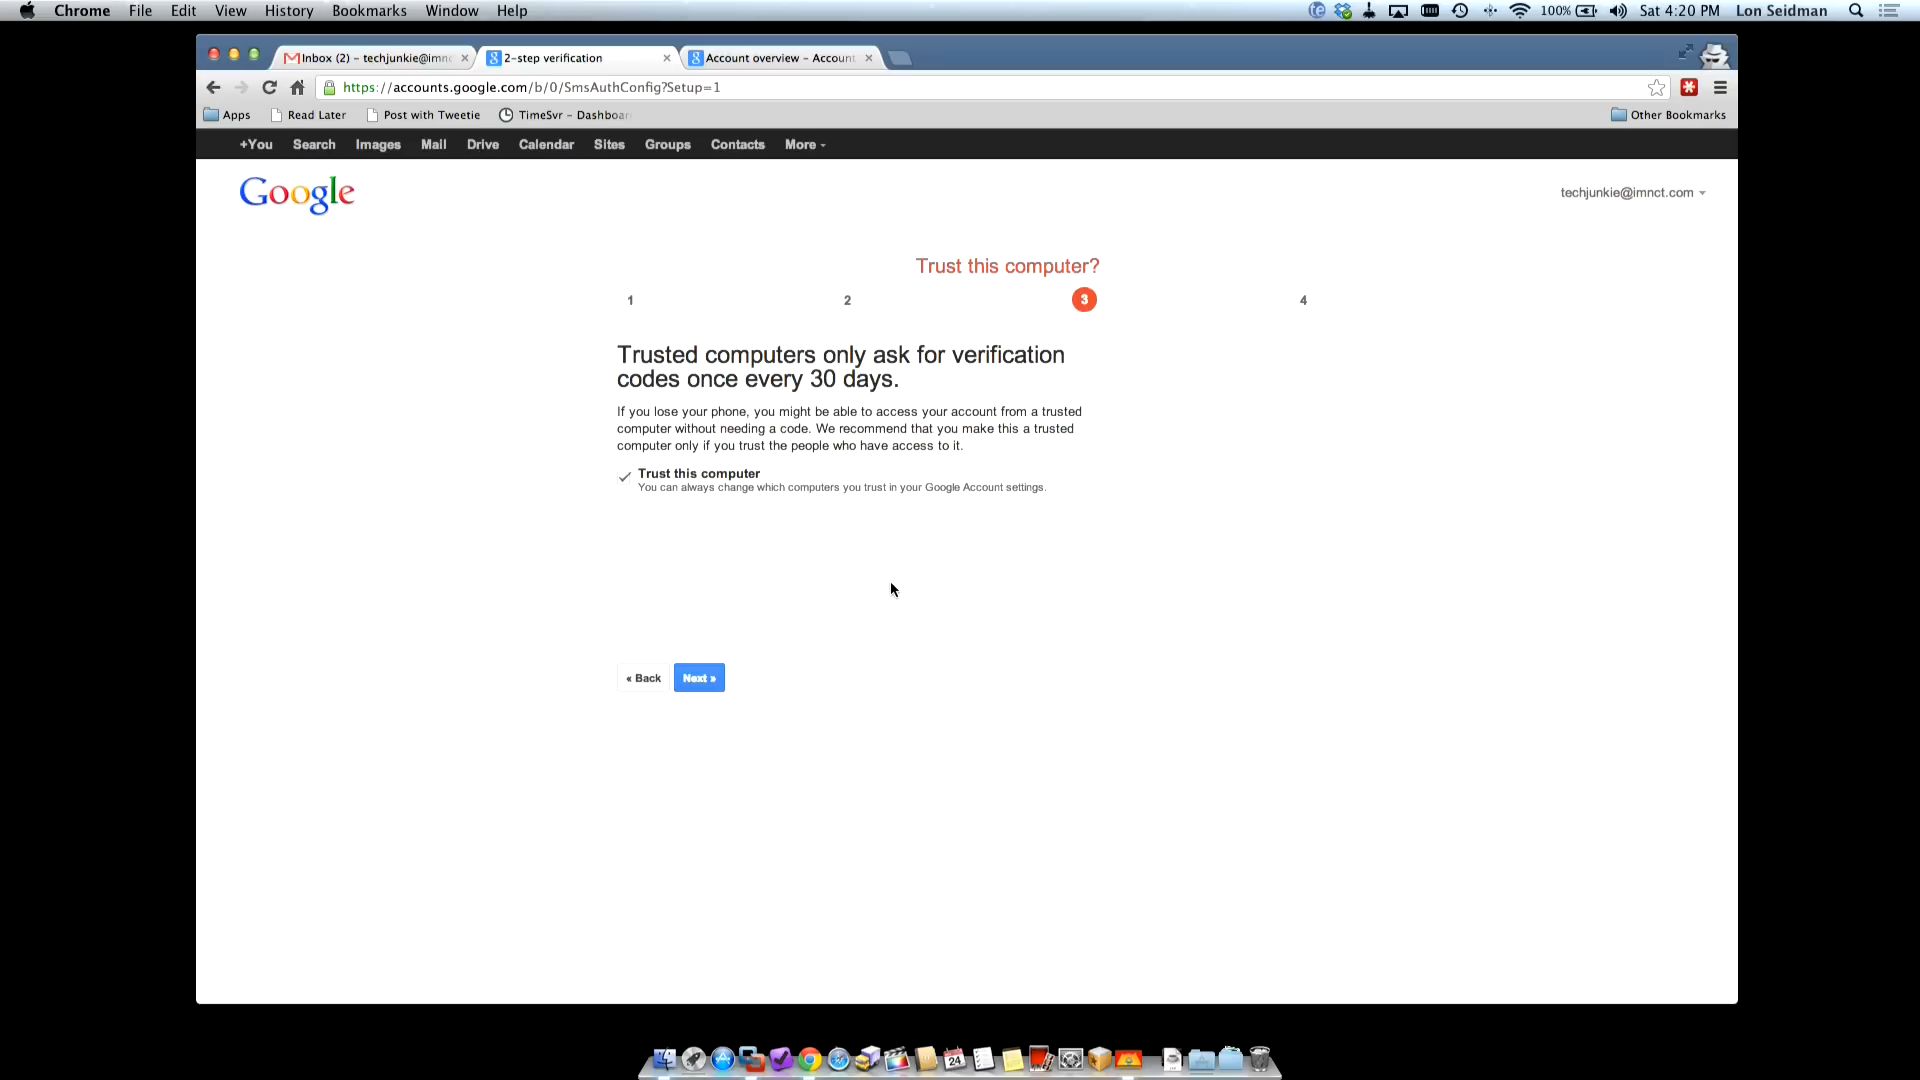 Chrome File Edit View History Bookmarks Window Help 100% Sat 4:20 PM Lon Seidman
Inbox (2) – techjunkie@imnc 2-step verification Account overview – Account
https://accounts.google.com/b/0/SmsAuthConfig?Setup=1
Apps Read Later Post with Tweetie TimeSvr – Dashboar Other Bookmarks
+You Search Images Mail Drive Calendar Sites Groups Contacts More
Google techjunkie@imnct.com
Trust this computer?
1 2 3 4
Trusted computers only ask for verification
codes once every 30 days.
If you lose your phone, you might be able to access your account from a trusted
computer without needing a code. We recommend that you make this a trusted
computer only if you trust the people who have access to it.
Trust this computer
You can always change which computers you trust in your Google Account settings.
« Back Next »
24